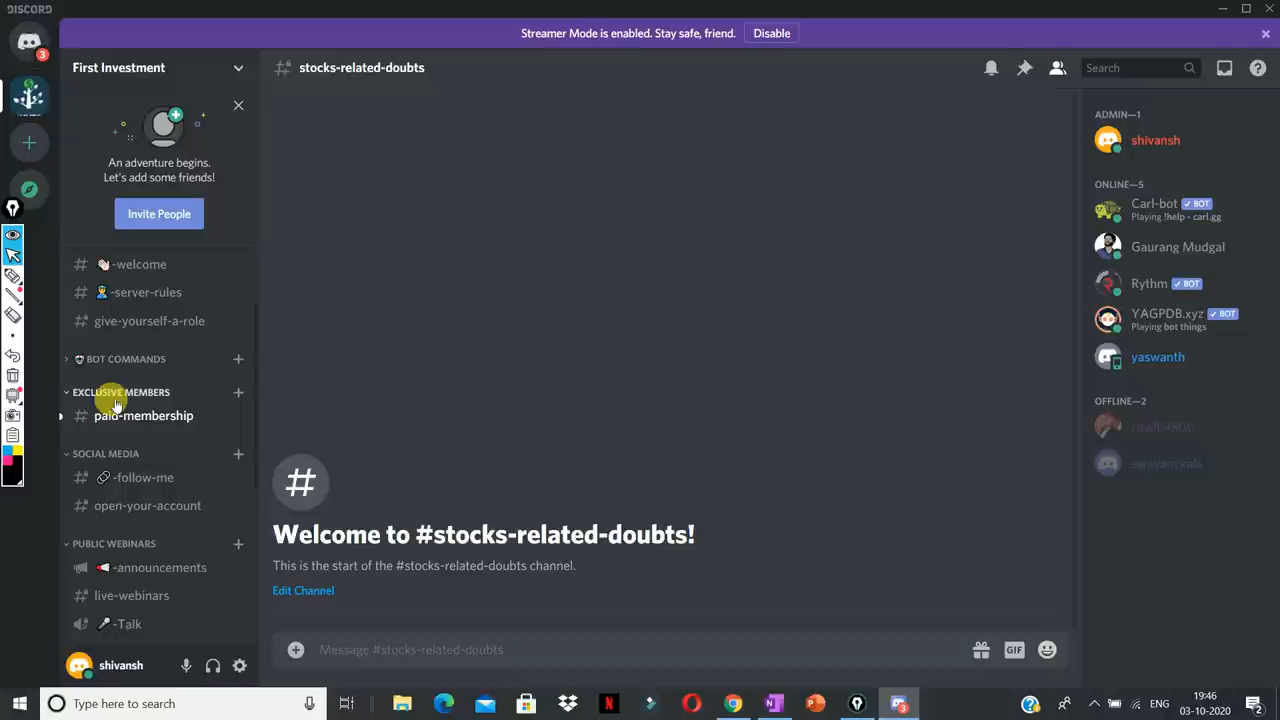 DISCORD
Streamer Mode is enabled. Stay safe, friend.
Disable
3
First Investment
stocks-related-doubts
Search
An adventure begins.
Let's add some friends!
Invite People
-welcome
-server-rules
give-yourself-a-role
BOT COMMANDS
EXCLUSIVE MEMBERS
paid-membership
SOCIAL MEDIA
-follow-me
open-your-account
PUBLIC WEBINARS
-announcements
live-webinars
-Talk
shivansh
Welcome to #stocks-related-doubts!
This is the start of the #stocks-related-doubts channel.
Edit Channel
Message #stocks-related-doubts
GIF
ADMIN—1
shivansh
ONLINE—5
Carl-bot BOT
Playing !help - carl.gg
Gaurang Mudgal
Rythm BOT
YAGPDB.xyz BOT
Playing bot things
yaswanth
OFFLINE—2
swayam kale
Type here to search
3
ENG
19:46
03-10-2020
2